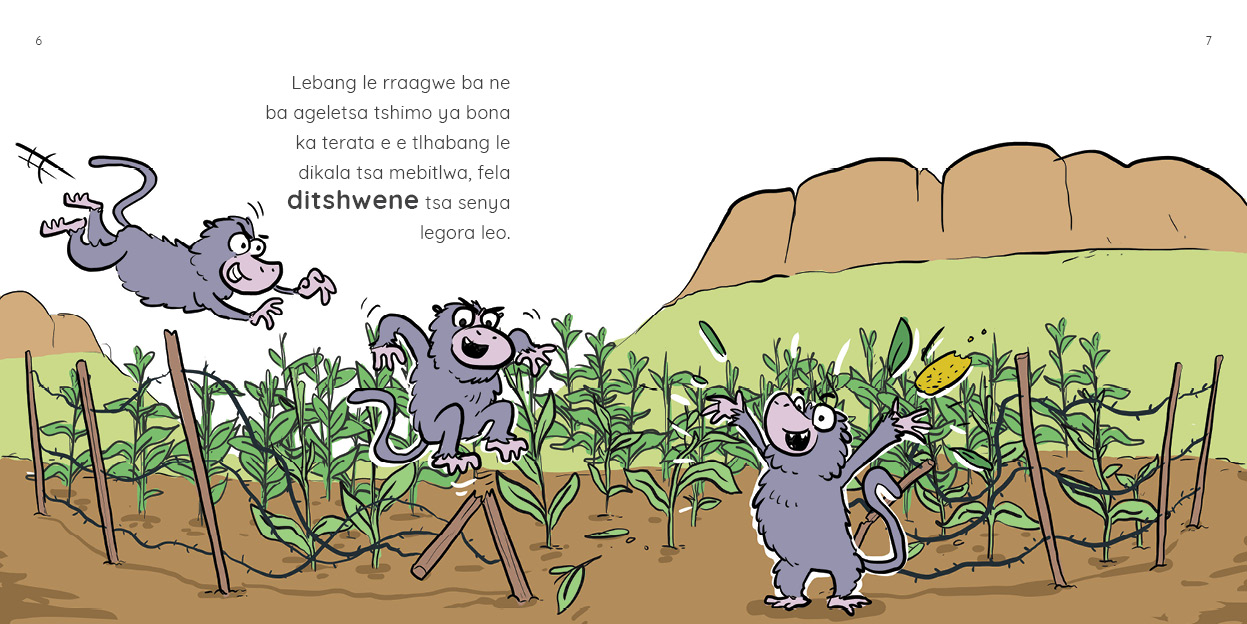 6
7
Lebang le rraagwe ba ne
ba ageletsa tshimo ya bona
ka terata e e tlhabang le
dikala tsa mebitlwa, fela
ditshwene tsa senya
legora leo.